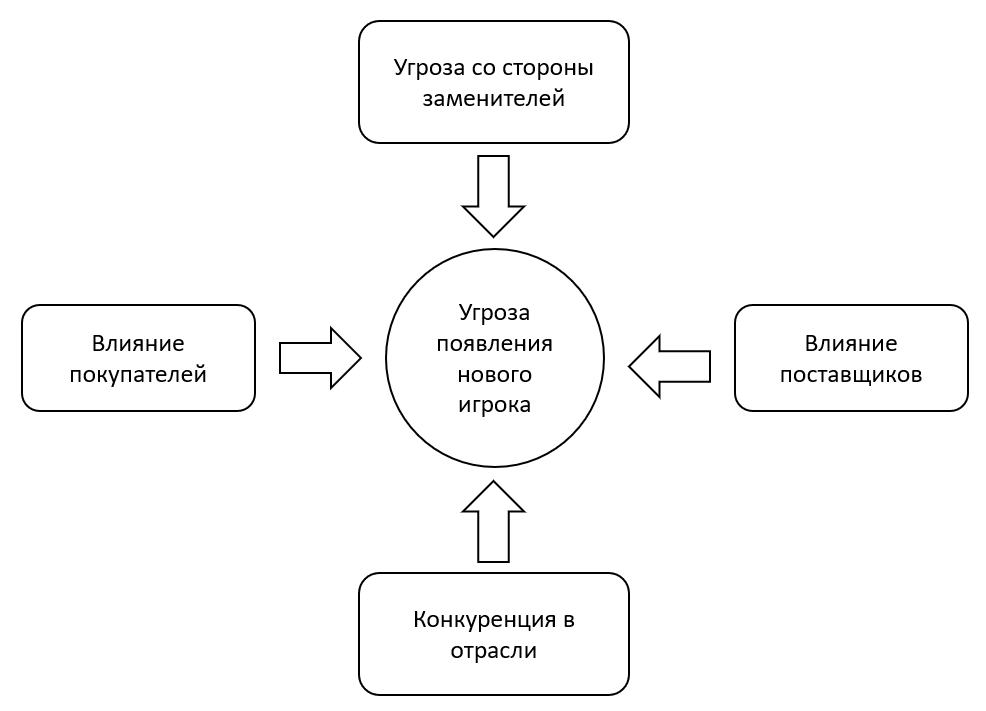 Угроза со стороны
заменителей
Влияние
покупателей
Угроза
появления
нового
игрока
Влияние
поставщиков
Конкуренция в
отрасли